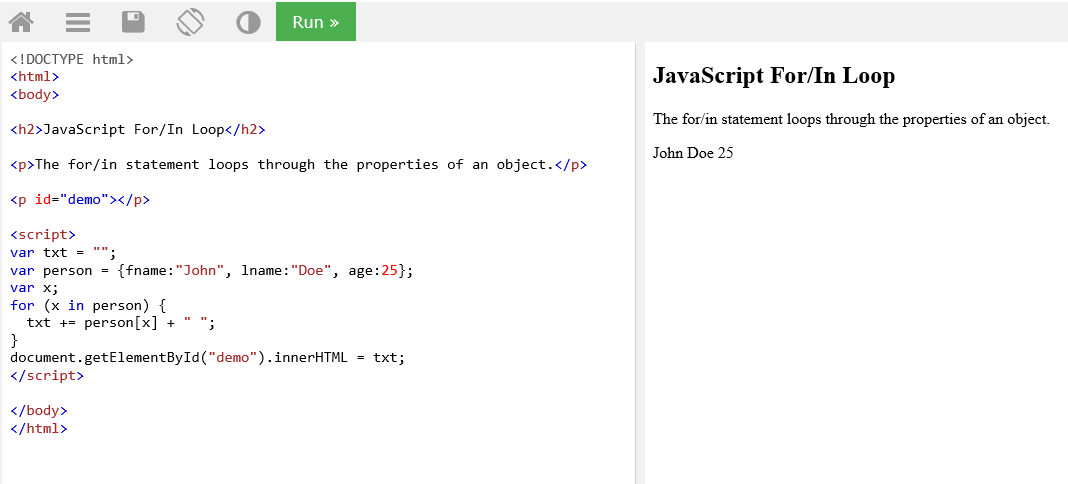 Run »
<!DOCTYPE html>
<html>
<body>
<h2>JavaScript For/In Loop</h2>
<p>The for/in statement loops through the properties of an object.</p>
<p id="demo"></p>
<script>
var txt = "";
var person = {fname:"John", lname:"Doe", age:25};
var x;
for (x in person) {
  txt += person[x] + " ";
}
document.getElementById("demo").innerHTML = txt;
</script>
</body>
</html>
JavaScript For/In Loop
The for/in statement loops through the properties of an object.
John Doe 25